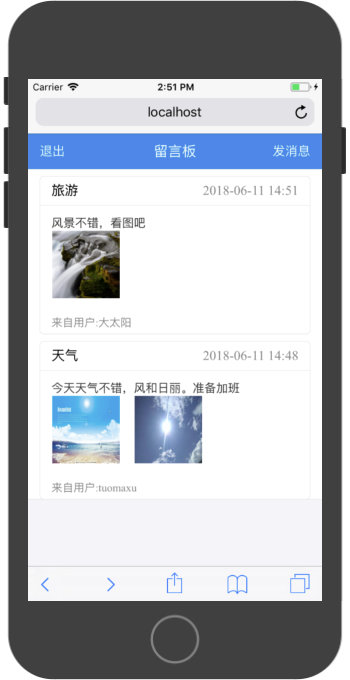 Carrier 2:51 PM
localhost
退出 留言板 发消息
旅游 2018-06-11 14:51
风景不错，看图吧
来自用户:大太阳
天气 2018-06-11 14:48
今天天气不错，风和日丽。准备加班
来自用户:tuomaxu